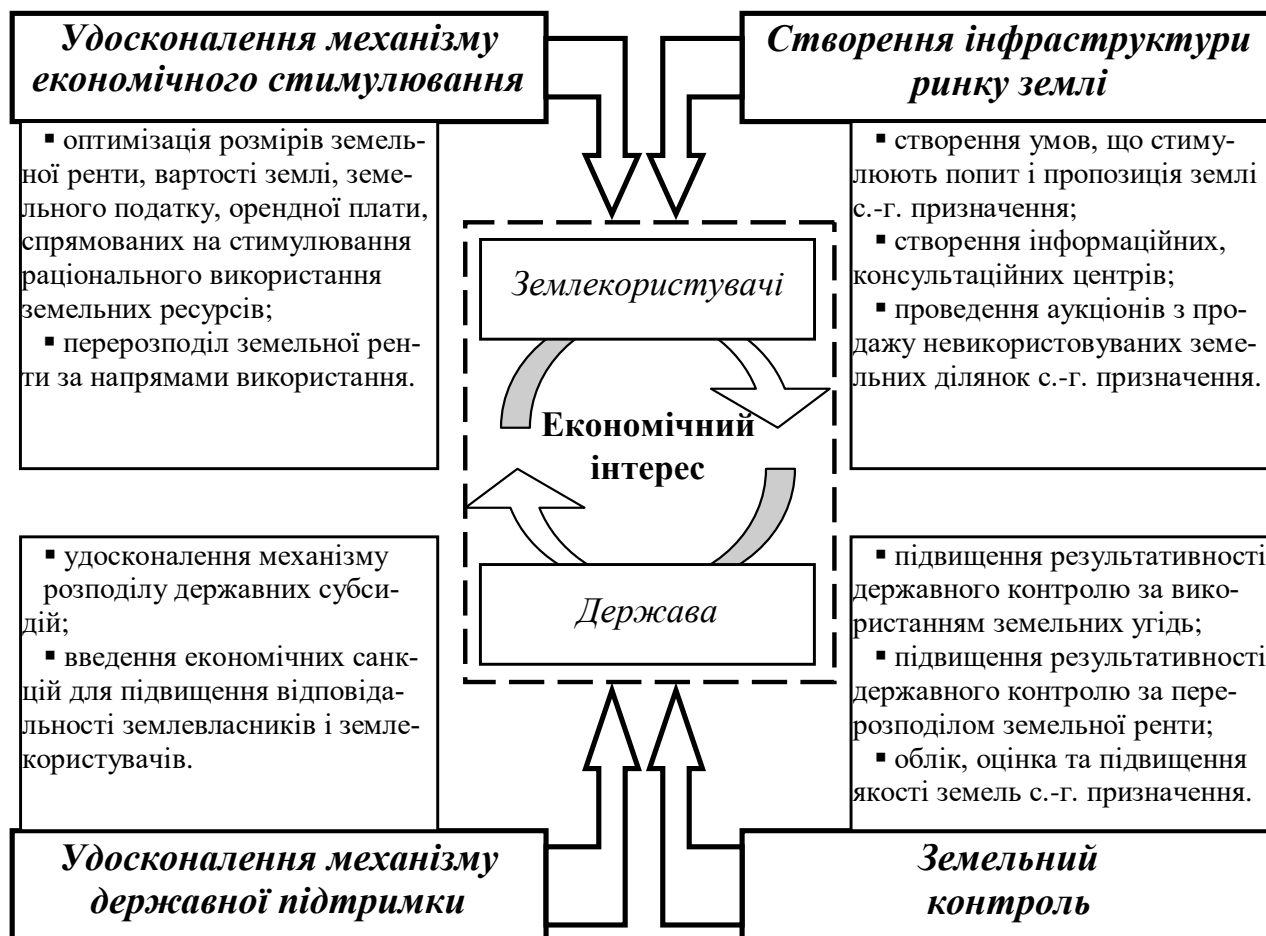 Удосконалення механізму
економічного стимулювання
▪ оптимізація розмірів земель-
ної ренти, вартості землі, земе-
льного податку, орендної плати,
спрямованих на стимулювання
раціонального використання
земельних ресурсів;
▪ перерозподіл земельної рен-
ти за напрямами використання.
Створення інфраструктури
ринку землі
▪ створення умов, що стиму-
люють попит і пропозиція землі
с.-г. призначення;
▪ створення інформаційних,
консультаційних центрів;
▪ проведення аукціонів з про-
дажу невикористовуваних земе-
льних ділянок с.-г. призначення.
Землекористувачі
Економічний
інтерес
Держава
▪ удосконалення механізму
розподілу державних субси-
дій;
▪ введення економічних санк-
цій для підвищення відповіда-
льності землевласників і земле-
користувачів.
Удосконалення механізму
державної підтримки
▪ підвищення результативності
державного контролю за вико-
ристанням земельних угідь;
▪ підвищення результативності
державного контролю за пере-
розподілом земельної ренти;
▪ облік, оцінка та підвищення
якості земель с.-г. призначення.
Земельний
контроль